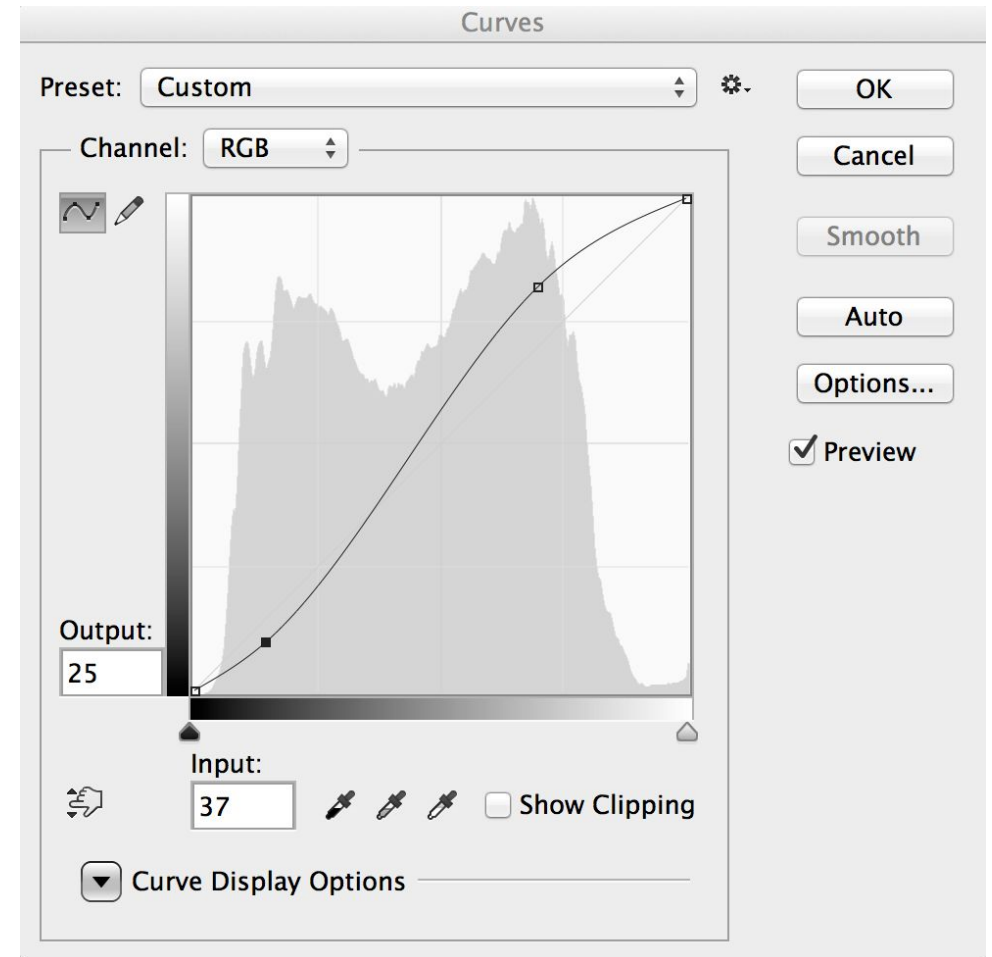 Curves
Preset: Custom
OK
Channel: RGB
Cancel
Smooth
Auto
Options...
Preview
Output:
25
Input:
37
Show Clipping
Curve Display Options